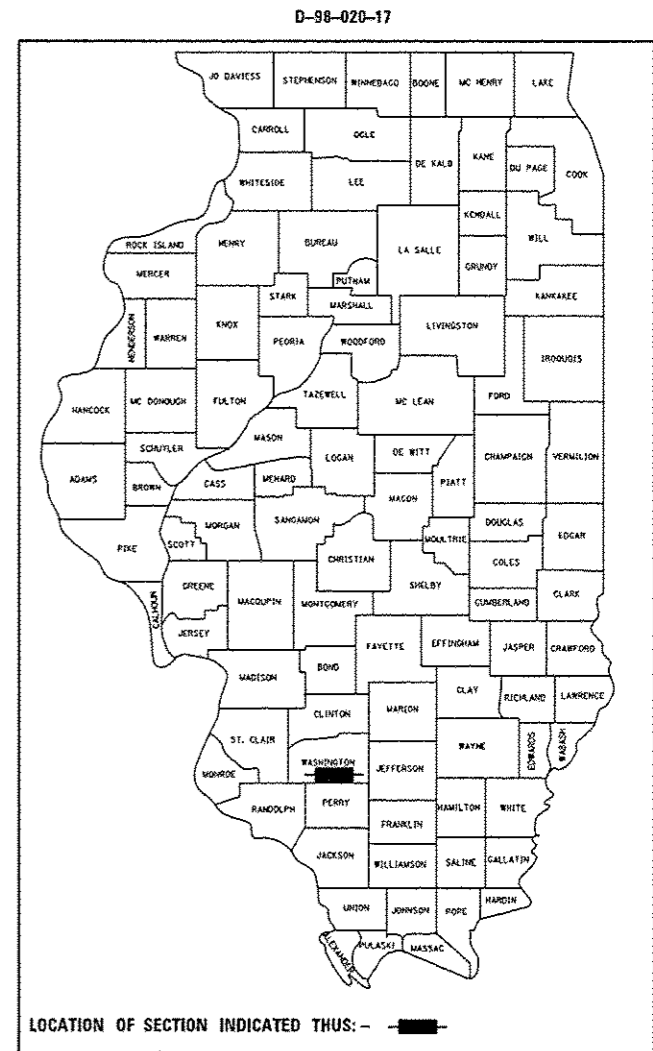 D-98-020-17
JO DAVIESS
STEPHENSON
WINNEBAGO
BOONE
MC HENRY
LAKE
CARROLL
OGLE
DE KALB
KANE
DU PAGE
COOK
WHITESIDE
LEE
KENDALL
WILL
ROCK ISLAND
HENRY
BUREAU
LA SALLE
GRUNDY
MERCER
PUTNAM
KANKAKEE
STARK
MARSHALL
HENDERSON
WARREN
KNOX
PEORIA
WOODFORD
LIVINGSTON
IROQUOIS
HANCOCK
MC DONOUGH
FULTON
TAZEWELL
MC LEAN
FORD
MASON
SCHUYLER
LOGAN
DE WITT
CHAMPAIGN
VERMILION
ADAMS
BROWN
CASS
MENARD
MACON
PIATT
MORGAN
SANGAMON
DOUGLAS
PIKE
SCOTT
CHRISTIAN
MOULTRIE
COLES
EDGAR
CALHOUN
GREENE
MACOUPIN
MONTGOMERY
SHELBY
CUMBERLAND
CLARK
JERSEY
FAYETTE
EFFINGHAM
JASPER
CRAWFORD
MADISON
BOND
CLAY
RICHLAND
LAWRENCE
CLINTON
MARION
ST. CLAIR
WAYNE
EDWARDS
WABASH
MONROE
WASHINGTON
JEFFERSON
RANDOLPH
PERRY
HAMILTON
WHITE
FRANKLIN
JACKSON
WILLIAMSON
SALINE
GALLATIN
UNION
JOHNSON
POPE
HARDIN
ALEXANDER
PULASKI
MASSAC
LOCATION OF SECTION INDICATED THUS: -